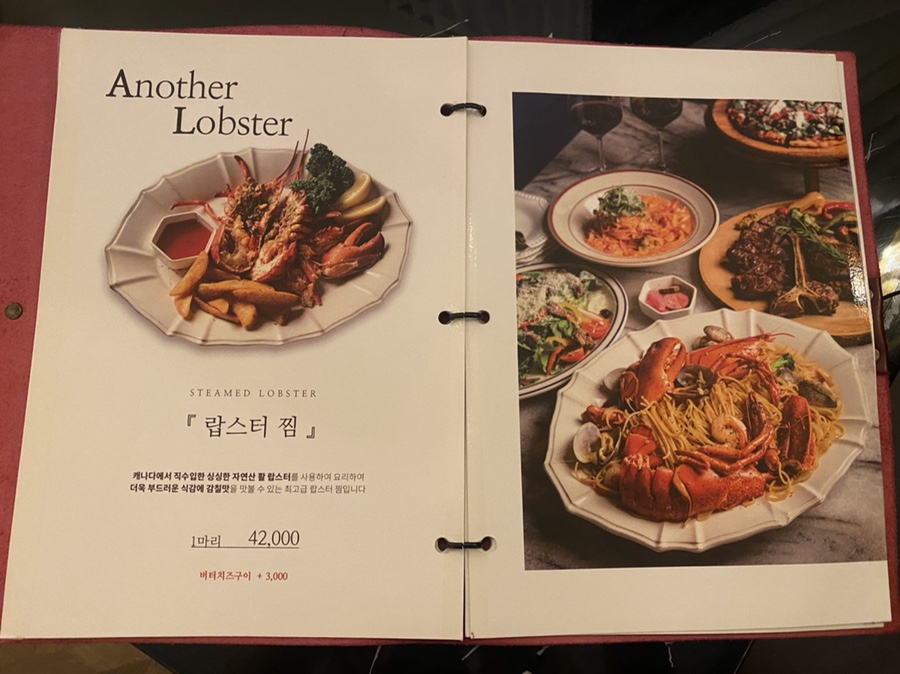 Another
Lobster
STEAMED LOBSTER
『 랍스터 찜 』
캐나다에서 직수입한 싱싱한 자연산 활 랍스터를 사용하여 요리하여
더욱 부드러운 식감에 감칠맛을 맛볼 수 있는 최고급 랍스터 찜입니다
1마리 42,000
버터치즈구이 + 3,000